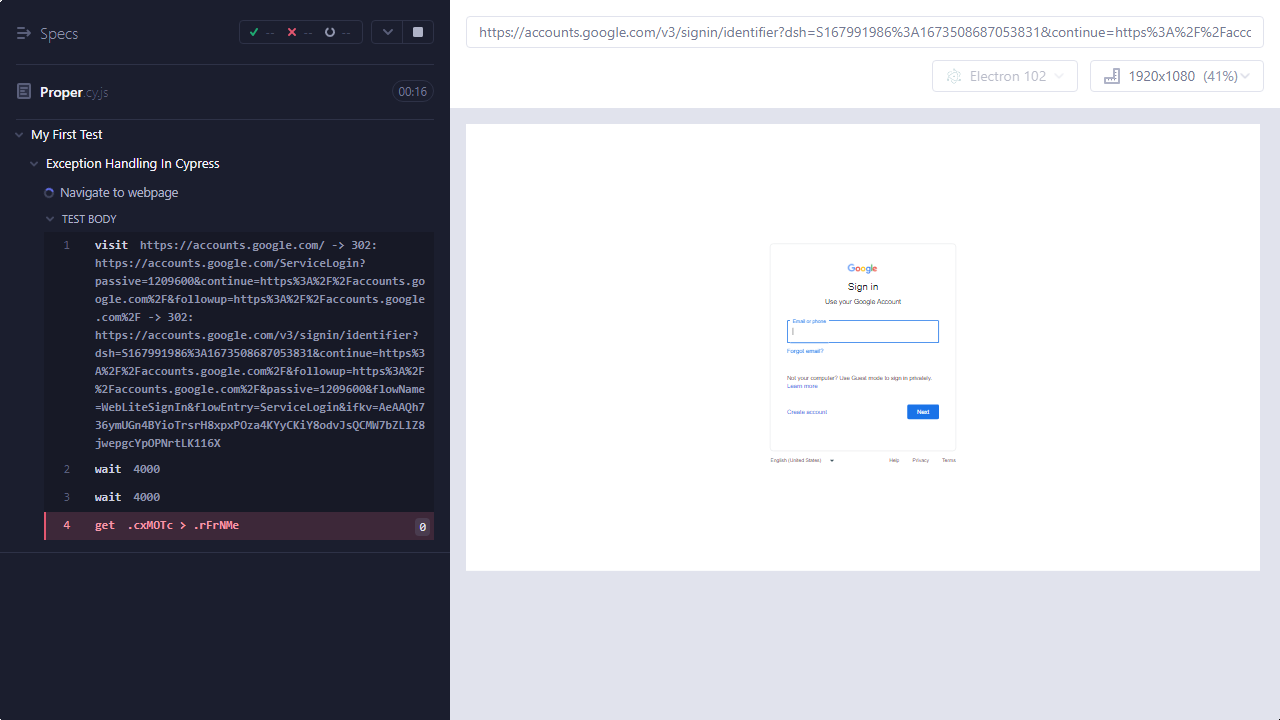 Specs
--
--
--
Proper.cy.js
00:16
My First Test
Exception Handling In Cypress
Navigate to webpage
TEST BODY
1 visit https://accounts.google.com/ -> 302:
https://accounts.google.com/ServiceLogin?
passive=1209600&continue=https%3A%2F%2Faccounts.go
ogle.com%2F&followup=https%3A%2F%2Faccounts.google
.com%2F -> 302:
https://accounts.google.com/v3/signin/identifier?
dsh=S167991986%3A1673508687053831&continue=https%3
A%2F%2Faccounts.google.com%2F&followup=https%3A%2F
%2Faccounts.google.com%2F&passive=1209600&flowName
=WebLiteSignIn&flowEntry=ServiceLogin&ifkv=AeAAQh7
36ymUGn4BYioTrsrH8xpxPOza4KYyCKiY8odvJsQCMW7bZLlZ8
jwepgcYpOPNrtLK116X
2 wait 4000
3 wait 4000
4 get .cxMOTc > .rFrNMe 0
https://accounts.google.com/v3/signin/identifier?dsh=S167991986%3A1673508687053831&continue=https%3A%2F%2Faccc
Electron 102
1920x1080 (41%)
Google
Sign in
Use your Google Account
Email or phone
Forgot email?
Not your computer? Use Guest mode to sign in privately.
Learn more
Create account
Next
English (United States)
Help
Privacy
Terms